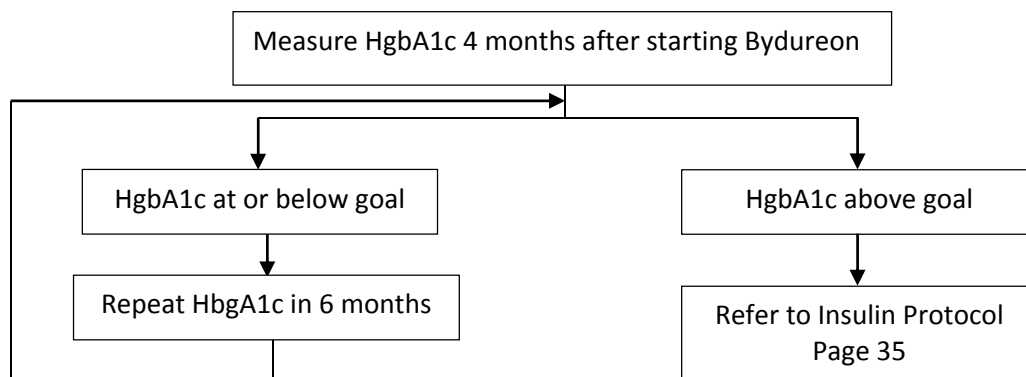 Measure HgbA1c 4 months after starting Bydureon
HgbA1c at or below goal
HgbA1c above goal
Repeat HbgA1c in 6 months
Refer to Insulin Protocol
Page 35